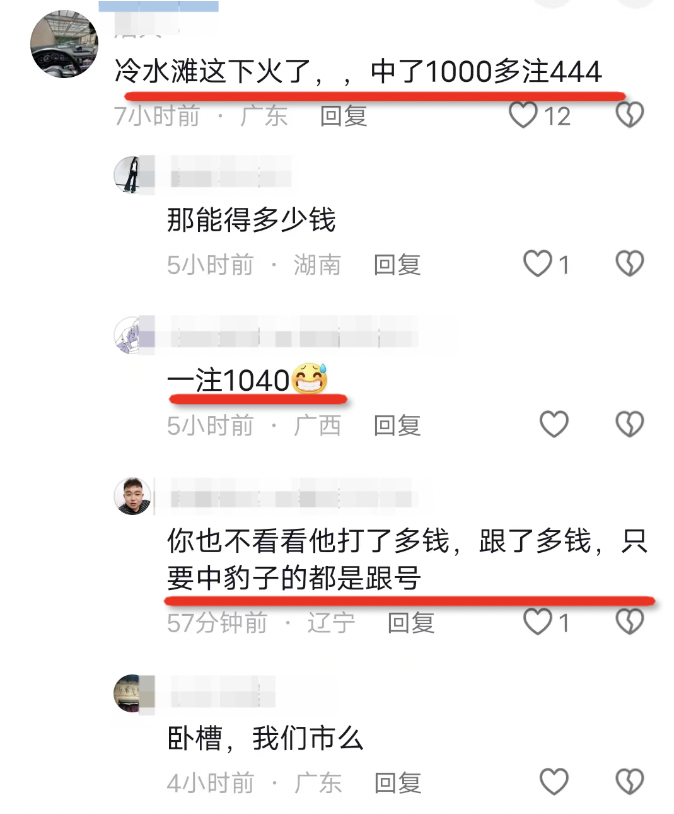 冷水滩这下火了，，中了1000多注444
7小时前 · 广东 回复 12
那能得多少钱
5小时前 · 湖南 回复 1
一注1040😅
5小时前 · 广西 回复
你也不看看他打了多钱，跟了多钱，只
要中豹子的都是跟号
57分钟前 · 辽宁 回复 1
卧槽，我们市么
4小时前 · 广东 回复